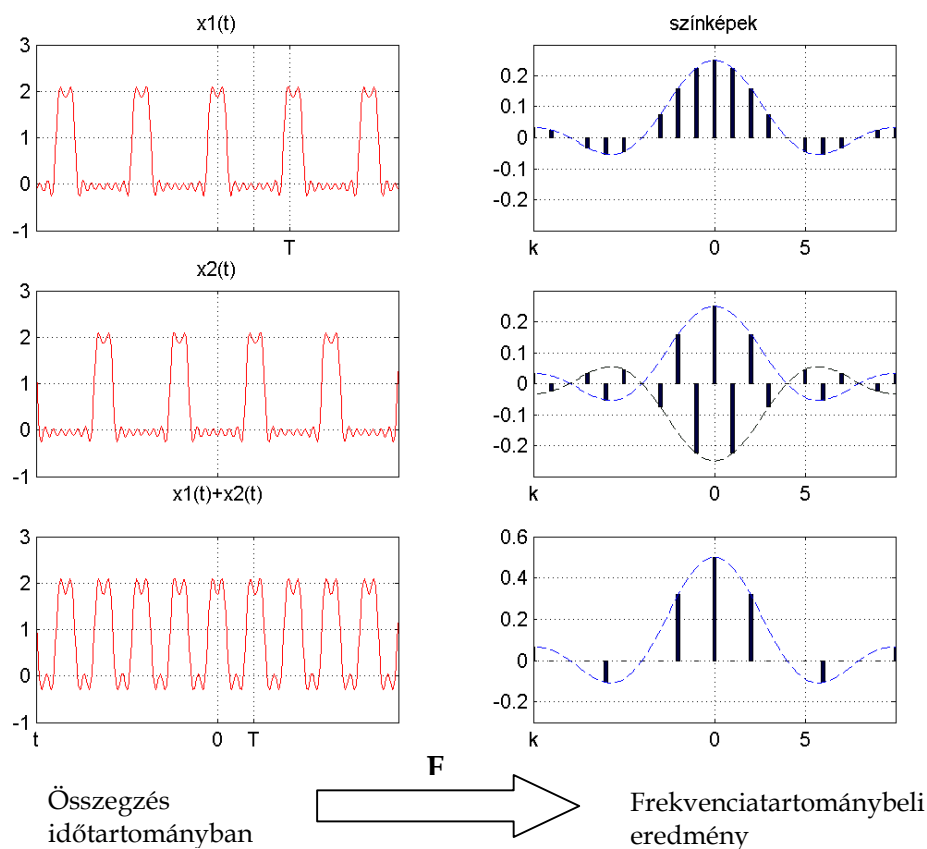 x1(t)
színképek
3
2
1
0
-1
T
0.2
0.1
0
-0.1
-0.2
k
0
5
x2(t)
3
2
1
0
-1
0.2
0.1
0
-0.1
-0.2
k
0
5
x1(t)+x2(t)
3
2
1
0
-1
t
0
T
0.6
0.4
0.2
0
-0.2
k
0
5
F
Összegzés
időtartományban
Frekvenciatartománybeli
eredmény